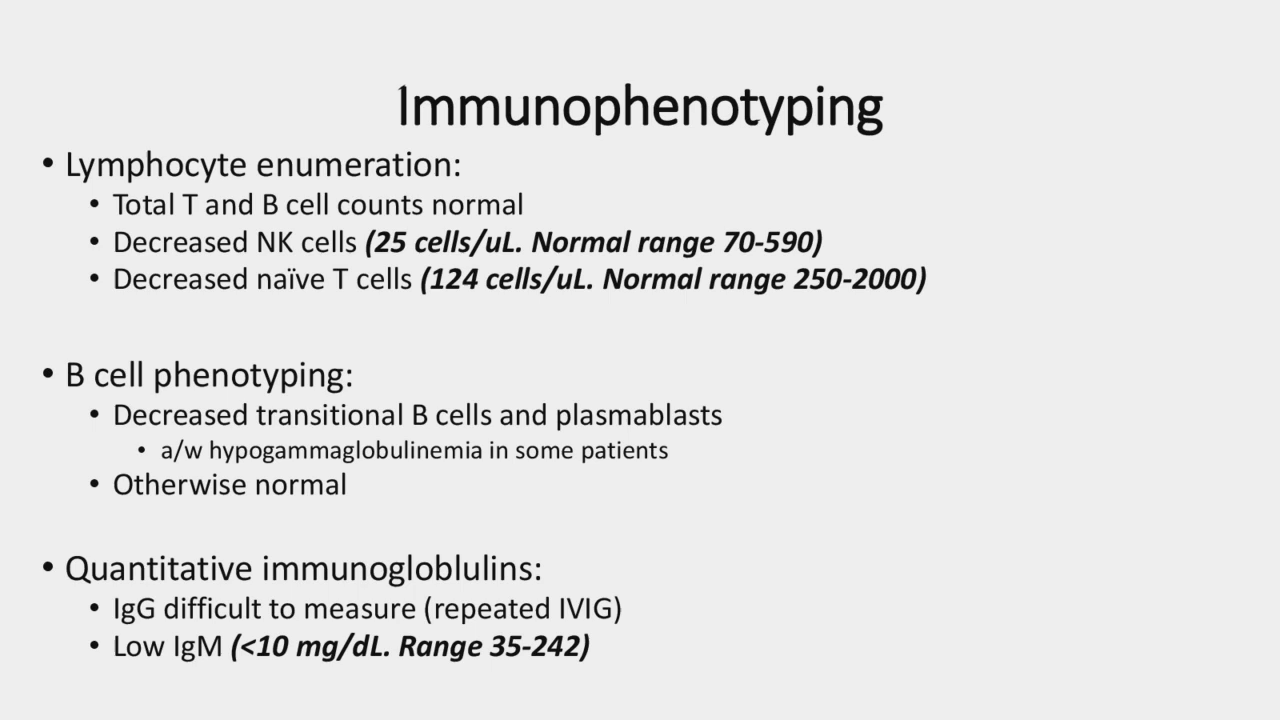 Immunophenotyping
• Lymphocyte enumeration:
• Total T and B cell counts normal
• Decreased NK cells (25 cells/uL. Normal range 70-590)
• Decreased naïve T cells (124 cells/uL. Normal range 250-2000)
• B cell phenotyping:
• Decreased transitional B cells and plasmablasts
• a/w hypogammaglobulinemia in some patients
• Otherwise normal
• Quantitative immunogloblulins:
• IgG difficult to measure (repeated IVIG)
• Low IgM (<10 mg/dL. Range 35-242)